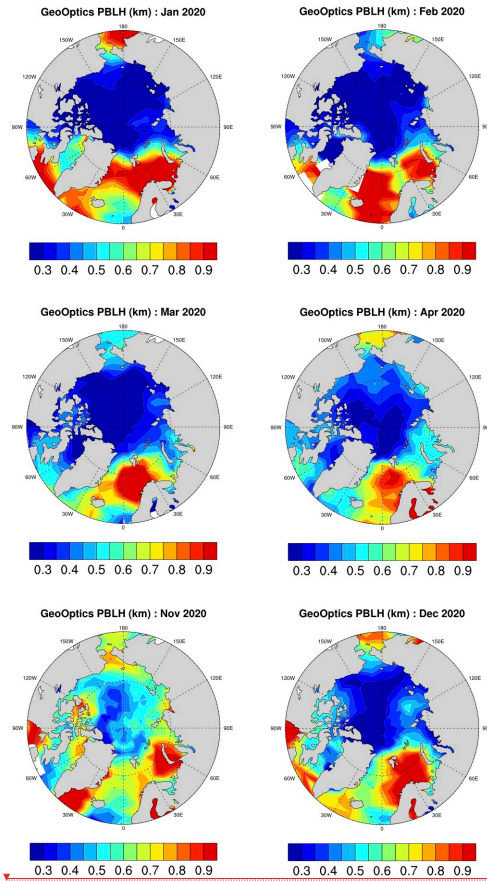 GeoOptics PBLH (km) : Jan 2020
180
150W
150E
120W
120E
90W
90E
60W
60E
30W
30E
0
0.3 0.4 0.5 0.6 0.7 0.8 0.9
GeoOptics PBLH (km) : Feb 2020
180
150W
150E
120W
120E
90W
90E
60W
60E
30W
30E
0
0.3 0.4 0.5 0.6 0.7 0.8 0.9
GeoOptics PBLH (km) : Mar 2020
180
150W
150E
120W
120E
90W
90E
60W
60E
30W
30E
0
0.3 0.4 0.5 0.6 0.7 0.8 0.9
GeoOptics PBLH (km) : Apr 2020
180
150W
150E
120W
120E
90W
90E
60W
60E
30W
30E
0
0.3 0.4 0.5 0.6 0.7 0.8 0.9
GeoOptics PBLH (km) : Nov 2020
180
150W
150E
120W
120E
90W
90E
60W
60E
30W
30E
0
0.3 0.4 0.5 0.6 0.7 0.8 0.9
GeoOptics PBLH (km) : Dec 2020
180
150W
150E
120W
120E
90W
90E
60W
60E
30W
30E
0
0.3 0.4 0.5 0.6 0.7 0.8 0.9